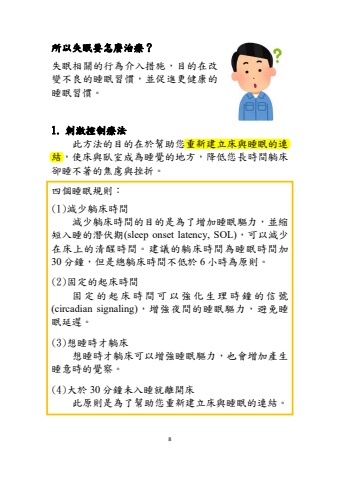 所以失眠要怎麼治療？
失眠相關的行為介入措施，目的在改
變不良的睡眠習慣，並促進更健康的
睡眠習慣。
1. 刺激控制療法
此方法的目的在於幫助您重新建立床與睡眠的連
結，使床與臥室成為睡覺的地方，降低您長時間躺床
卻睡不著的焦慮與挫折。
四個睡眠規則：
(1)減少躺床時間
減少躺床時間的目的是為了增加睡眠驅力，並縮
短入睡的潛伏期(sleep onset latency, SOL)，可以減少
在床上的清醒時間。建議的躺床時間為睡眠時間加
30 分鐘，但是總躺床時間不低於 6 小時為原則。
(2)固定的起床時間
固定的起床時間可以強化生理時鐘的信號
(circadian signaling)，增強夜間的睡眠驅力，避免睡
眠延遲。
(3)想睡時才躺床
想睡時才躺床可以增強睡眠驅力，也會增加產生
睡意時的覺察。
(4)大於 30 分鐘未入睡就離開床
此原則是為了幫助您重新建立床與睡眠的連結。
8